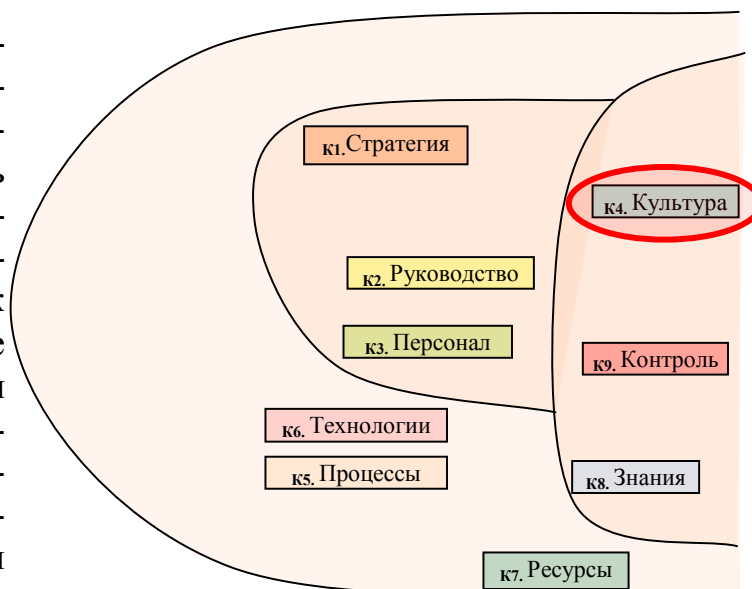 К1.Стратегия
К4. Культура
К2. Руководство
К3. Персонал
К9. Контроль
К6. Технологии
К5. Процессы
К8. Знания
К7. Ресурсы